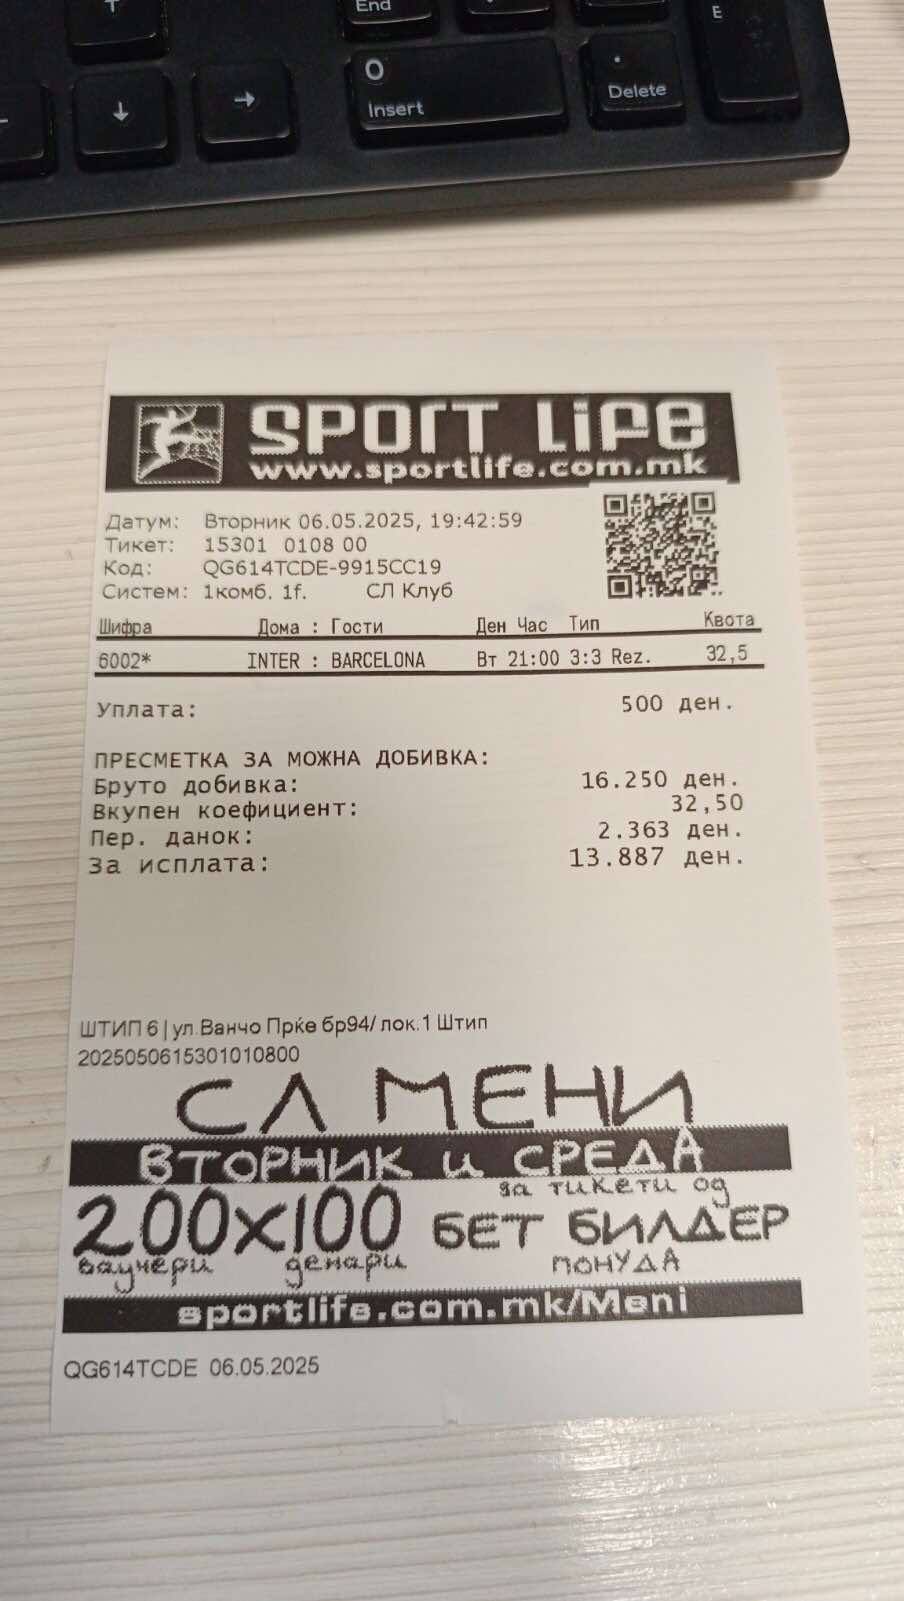 End
O
Insert
.
Delete
E
SPORT LIFE
www.sportlife.com.mk
Датум: Вторник 06.05.2025, 19:42:59
Тикет: 15301 0108 00
Код: QG614TCDE-9915CC19
Систем: 1комб. 1f. СЛ Клуб
Шифра Дома : Гости Ден Час Тип Квота
6002* INTER : BARCELONA Вт 21:00 3:3 Rez. 32,5
Уплата: 500 ден.
ПРЕСМЕТКА ЗА МОЖНА ДОБИВКА:
Бруто добивка: 16.250 ден.
Вкупен коефициент: 32,50
Пер. данок: 2.363 ден.
За исплата: 13.887 ден.
ШТИП 6 | ул.Ванчо Прќе бр94/ лок.1 Штип
2025050615301010800
СЛ МЕНИ
ВТОРНИК и СРЕДА
за тикети од
200x100 БЕТ БИЛДЕР
ваучери денари понуда
sportlife.com.mk/Meni
QG614TCDE 06.05.2025